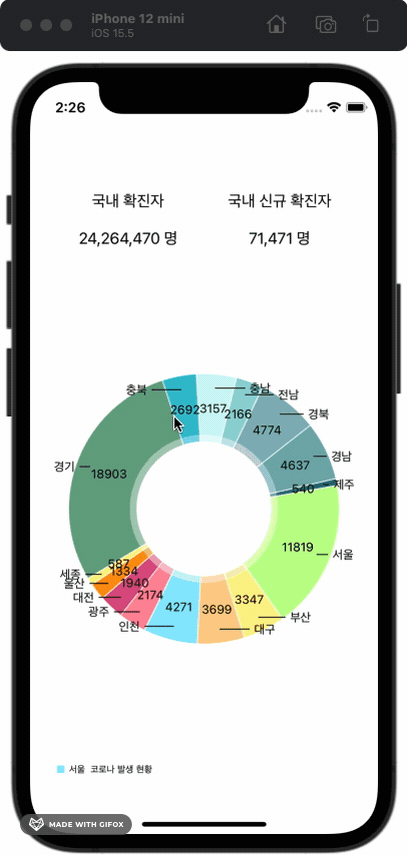 iPhone 12 mini
iOS 15.5
2:26
국내 확진자
국내 신규 확진자
24,264,470 명
71,471 명
충북
충남
전남
2692
3157
2166
경북
4774
경남
4637
경기
18903
540
제주
11819
서울
587
세종
1334
울산
1940
대전
2174
광주
인천
4271
3699
대구
3347
부산
서울 코로나 발생 현황
MADE WITH GIFOX